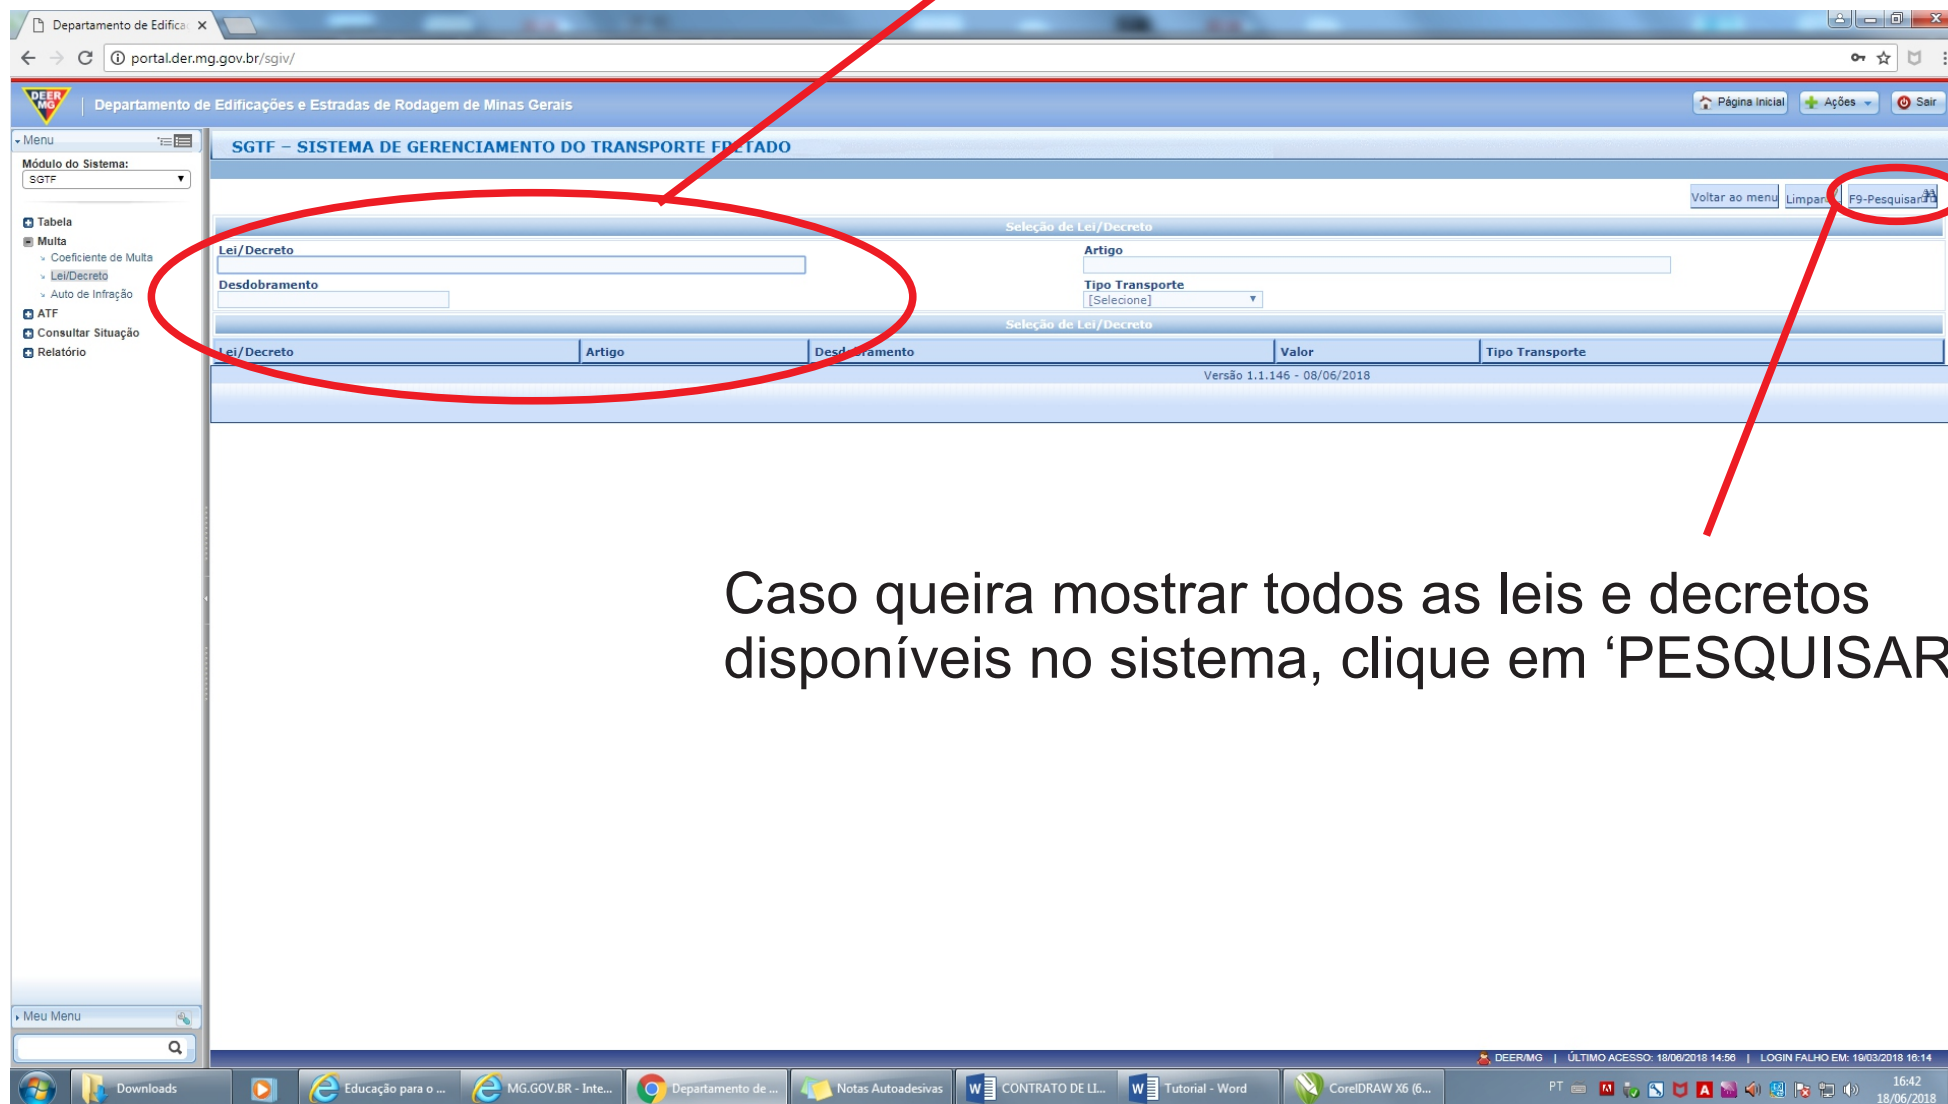 Departamento de Edifica
portal.der.mg.gov.br/sgiv/
DEER
MG
Departamento de Edificações e Estradas de Rodagem de Minas Gerais
Página Inicial
Ações
Sair
Menu
Módulo do Sistema:
SGTF
Tabela
Multa
Coeficiente de Multa
Lei/Decreto
Auto de Infração
ATF
Consultar Situação
Relatório
SGTF – SISTEMA DE GERENCIAMENTO DO TRANSPORTE FRETADO
Voltar ao menu
Limpar
F9-Pesquisar
Seleção de Lei/Decreto
Lei/Decreto
Artigo
Desdobramento
Tipo Transporte
[Selecione]
Seleção de Lei/Decreto
Lei/Decreto Artigo Desdobramento Valor Tipo Transporte
Versão 1.1.146 - 08/06/2018
Caso queira mostrar todos as leis e decretos
disponíveis no sistema, clique em ‘PESQUISAR
Meu Menu
DEER/MG | ÚLTIMO ACESSO: 18/06/2018 14:56 | LOGIN FALHO EM: 19/03/2018 16:14
Downloads
Educação para o ...
MG.GOV.BR - Inte...
Departamento de ...
Notas Autoadesivas
CONTRATO DE LI...
Tutorial - Word
CorelDRAW X6 (6...
PT
16:42
18/06/2018